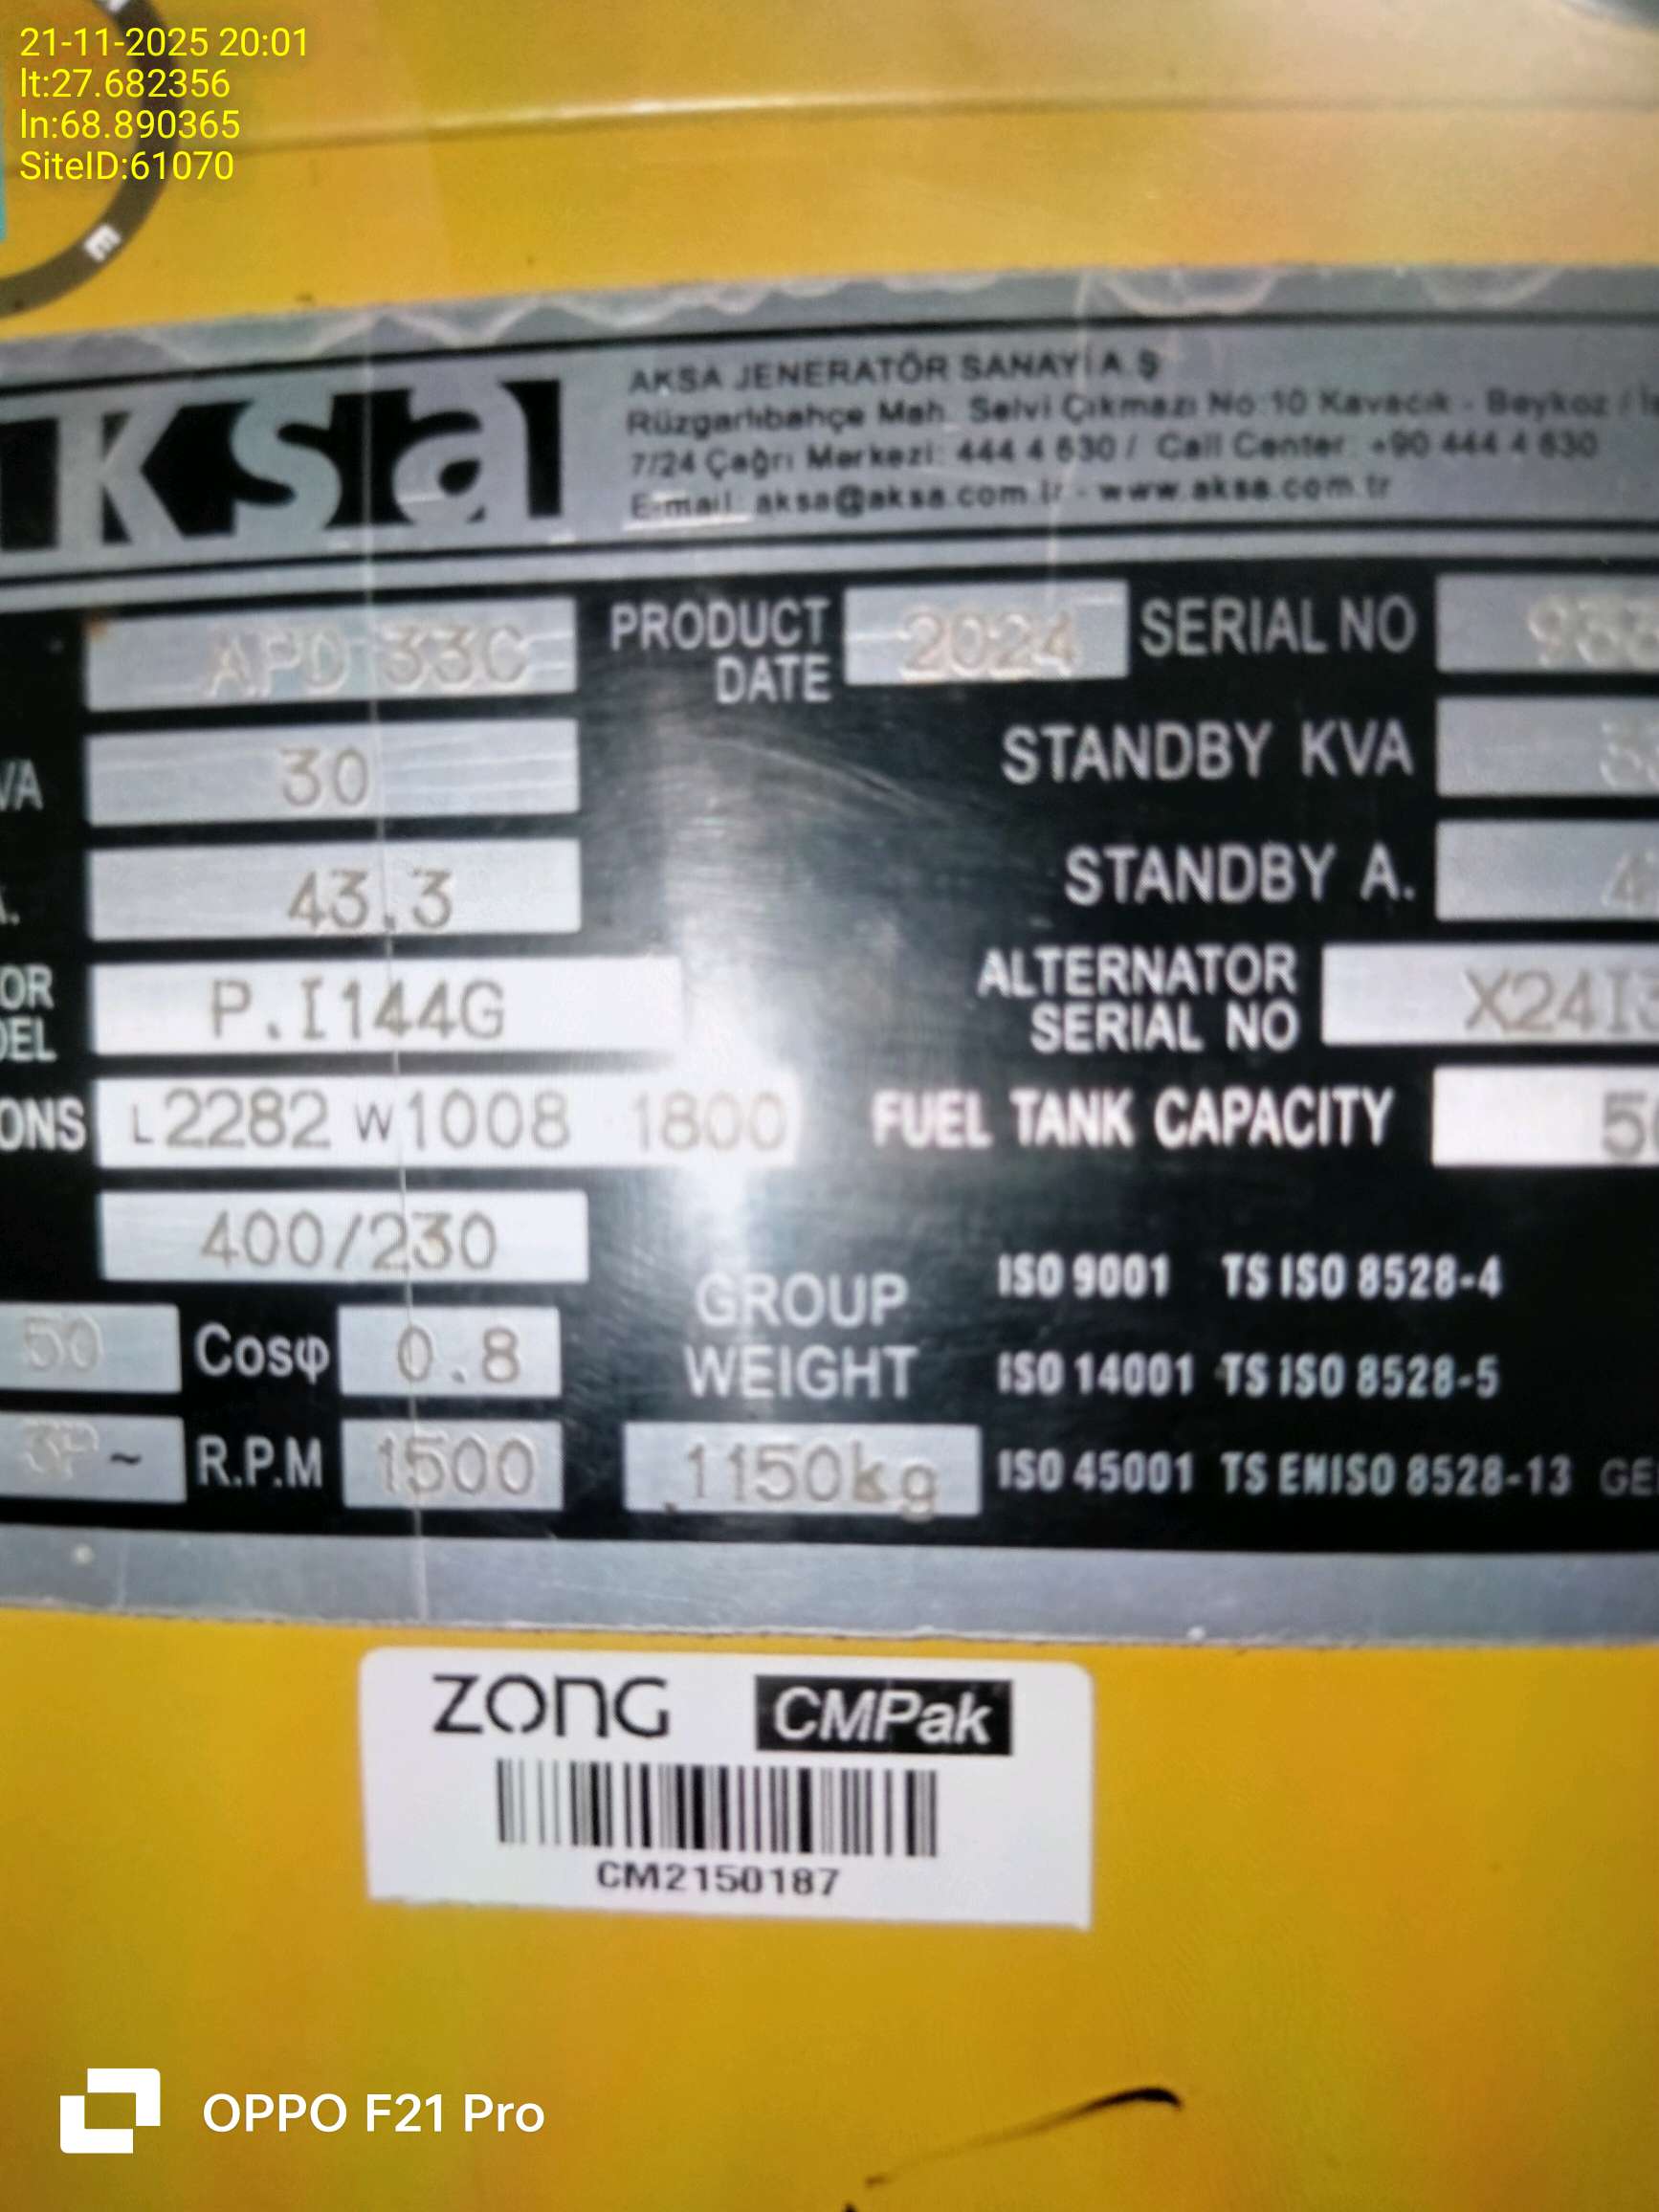 21-11-2025 20:01
lt:27.682356
ln:68.890365
SiteID:61070
E
ksa
AKSA JENERATÖR SANAYİ A.Ş
Rüzgarlıbahçe Mah. Selvi Çıkmazı No:10 Kavacık - Beykoz /
7/24 Çağrı Merkezi: 444 4 630 / Call Center: +90 444 4 630
E-mail: aksa@aksa.com.tr - www.aksa.com.tr
APD 33C PRODUCT DATE 2024 SERIAL NO
VA 30 STANDBY KVA
43.3 STANDBY A.
OR DEL P.I144G ALTERNATOR SERIAL NO X24I3
ONS L2282 W1008 1800 FUEL TANK CAPACITY
400/230
GROUP WEIGHT
ISO 9001 TS ISO 8528-4
50 Cosφ 0.8
ISO 14001 TS ISO 8528-5
3P~ R.P.M 1500 1150kg ISO 45001 TS EN ISO 8528-13 GE
ZONG CMPak
CM2150187
OPPO F21 Pro